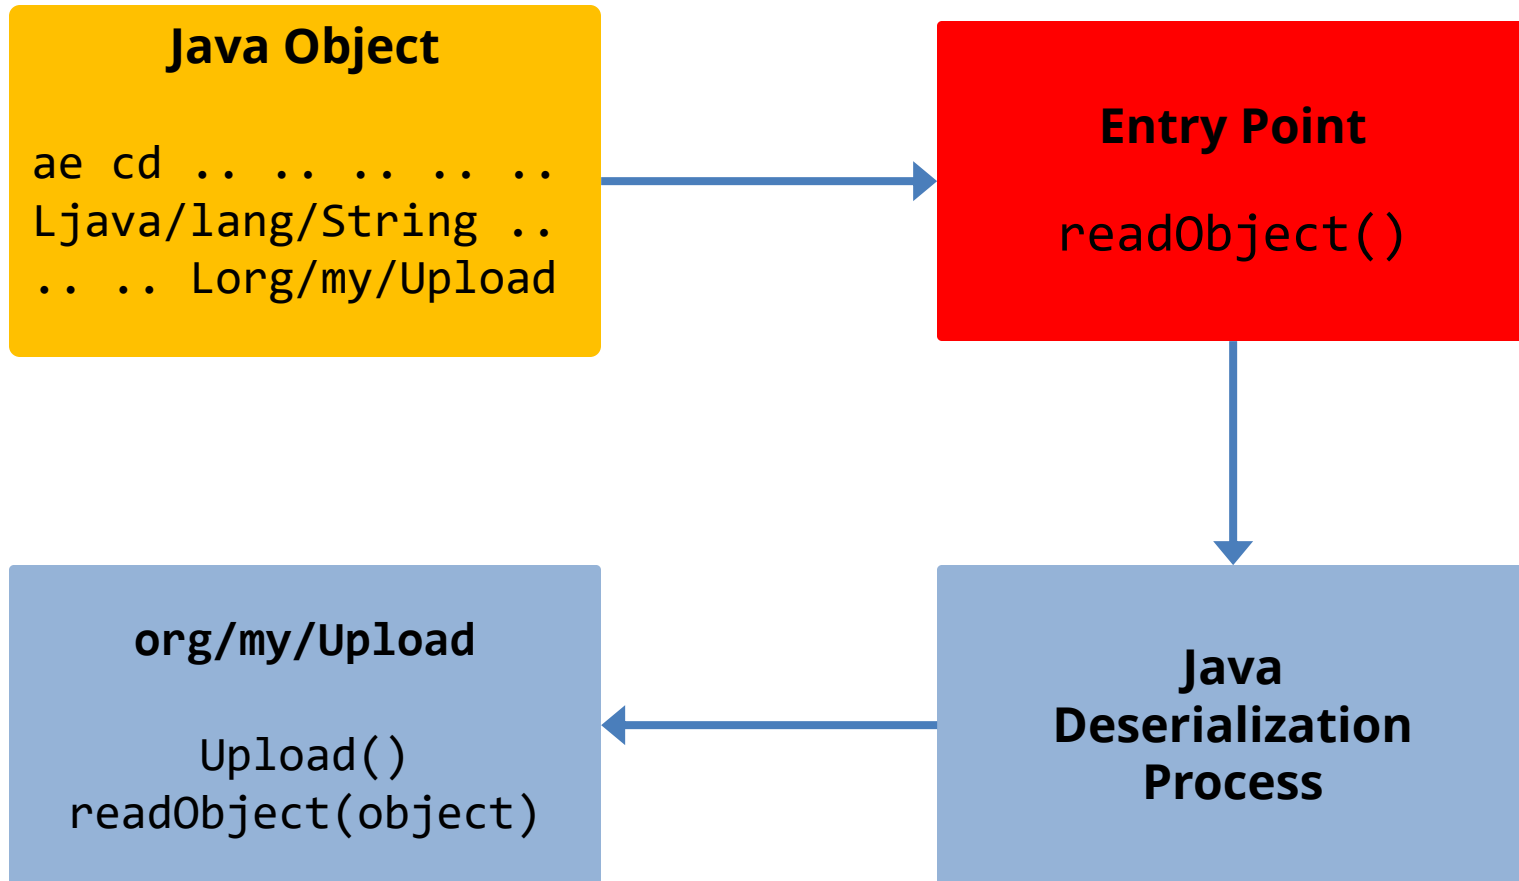 Java Object
ae cd .. .. .. .. ..
Ljava/lang/String ..
.. .. Lorg/my/Upload
Entry Point
readObject()
org/my/Upload
Upload()
readObject(object)
Java
Deserialization
Process